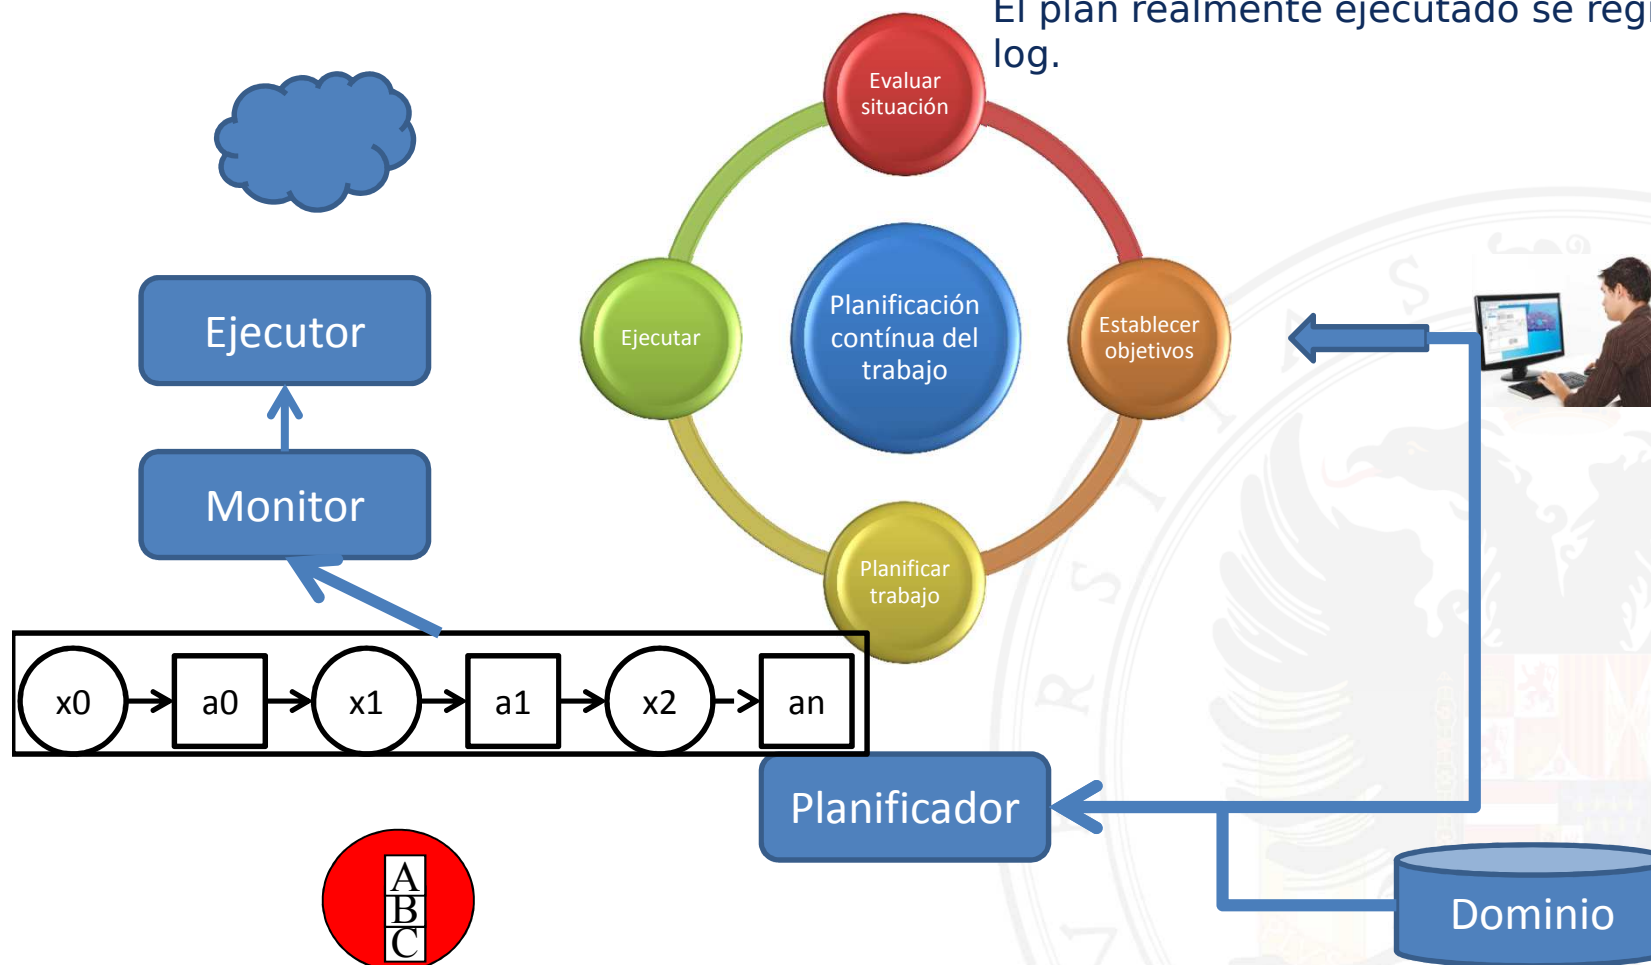 El plan realmente ejecutado se
log.
Evaluar
situación
Ejecutor
Ejecutar
Planificación
contínua del
trabajo
Establecer
objetivos
Monitor
Planificar
trabajo
x0
a0
x1
a1
x2
an
Planificador
A
B
C
Dominio